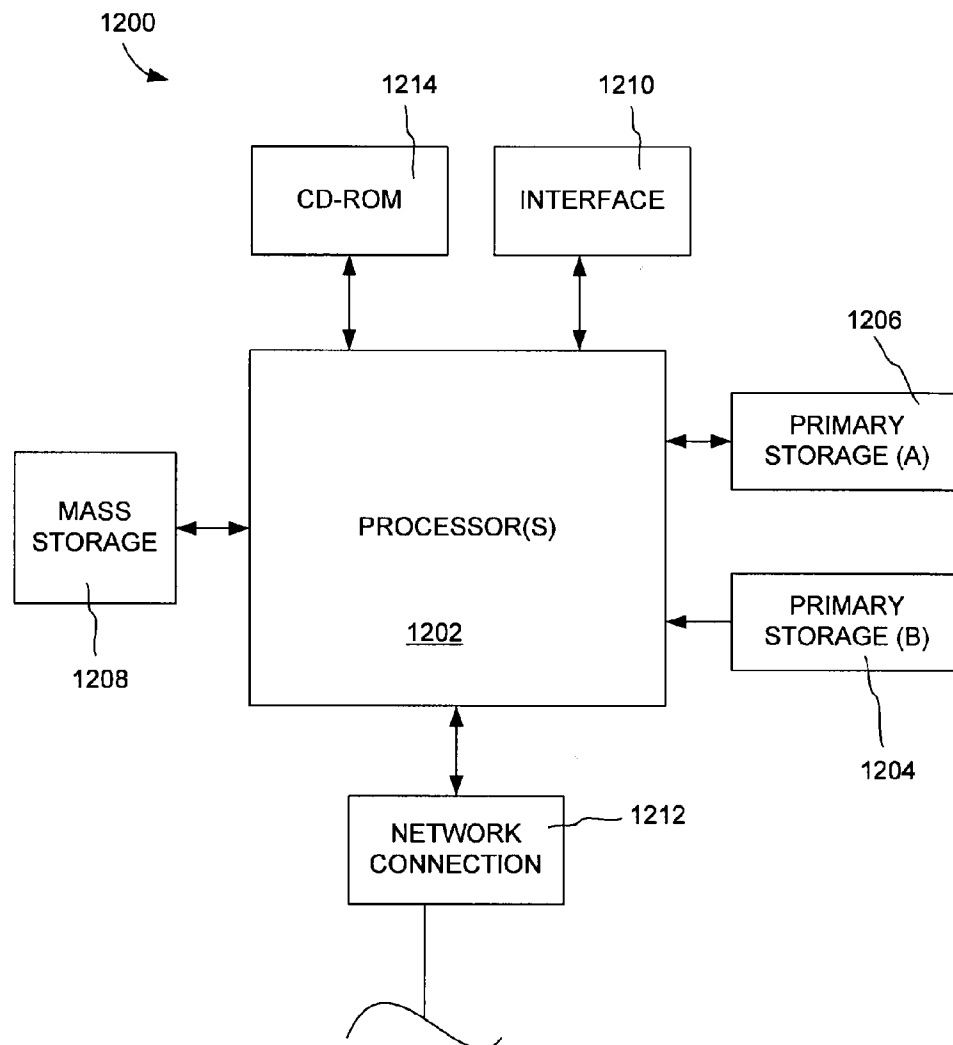 1200
1214
1210
CD-ROM
INTERFACE
1206
PRIMARY
STORAGE (A)
MASS
STORAGE
PROCESSOR(S)
PRIMARY
STORAGE (B)
1202
1208
1204
1212
NETWORK
CONNECTION